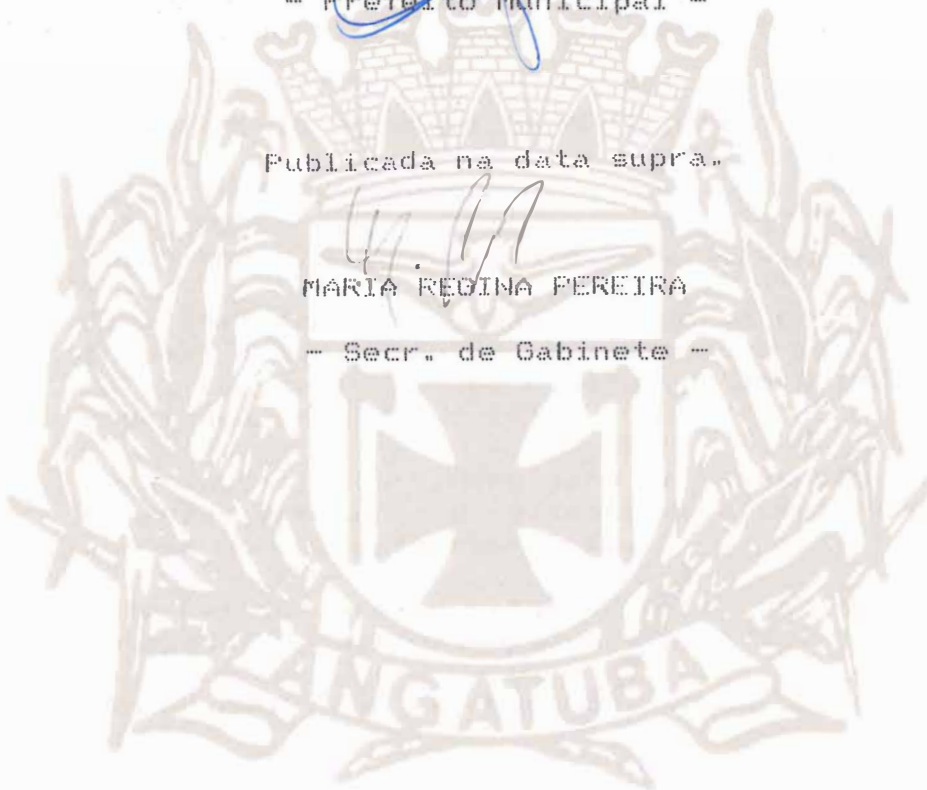 - Prefeito Municipal -
Publicada na data supra.
MARIA REGINA PEREIRA
- Secr. de Gabinete -
ANGATUBA